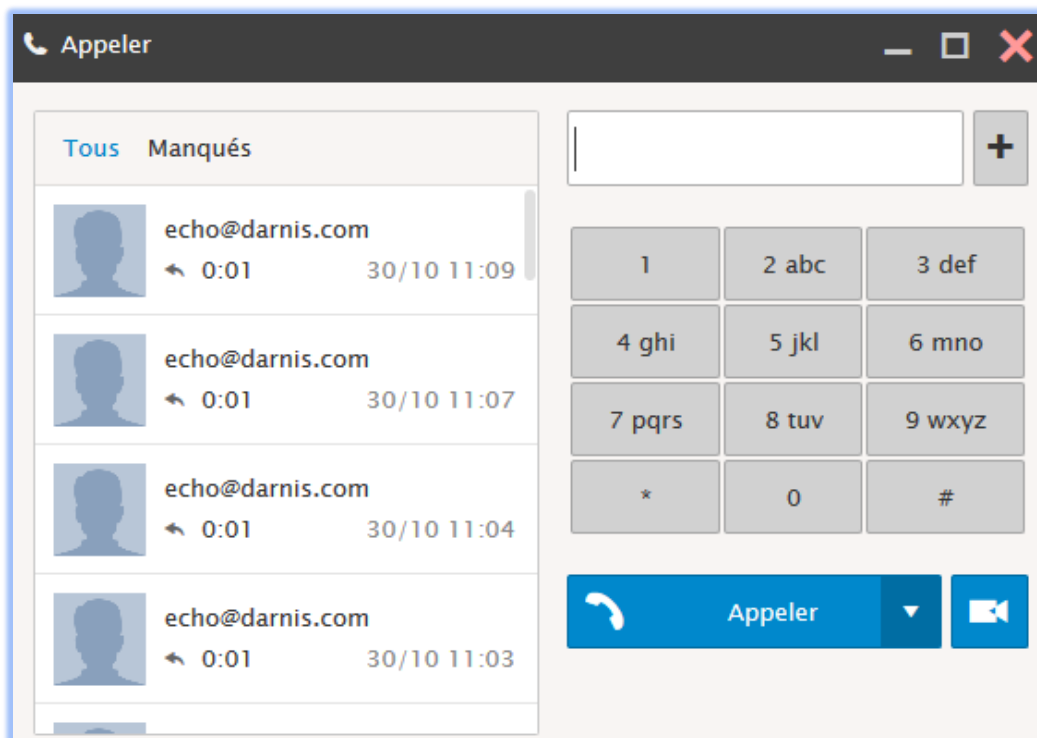 Appeler
Tous Manqués
echo@darnis.com
0:01 30/10 11:09
echo@darnis.com
0:01 30/10 11:07
echo@darnis.com
0:01 30/10 11:04
echo@darnis.com
0:01 30/10 11:03
+
1 2 abc 3 def
4 ghi 5 jkl 6 mno
7 pqrs 8 tuv 9 wxyz
* 0 #
Appeler